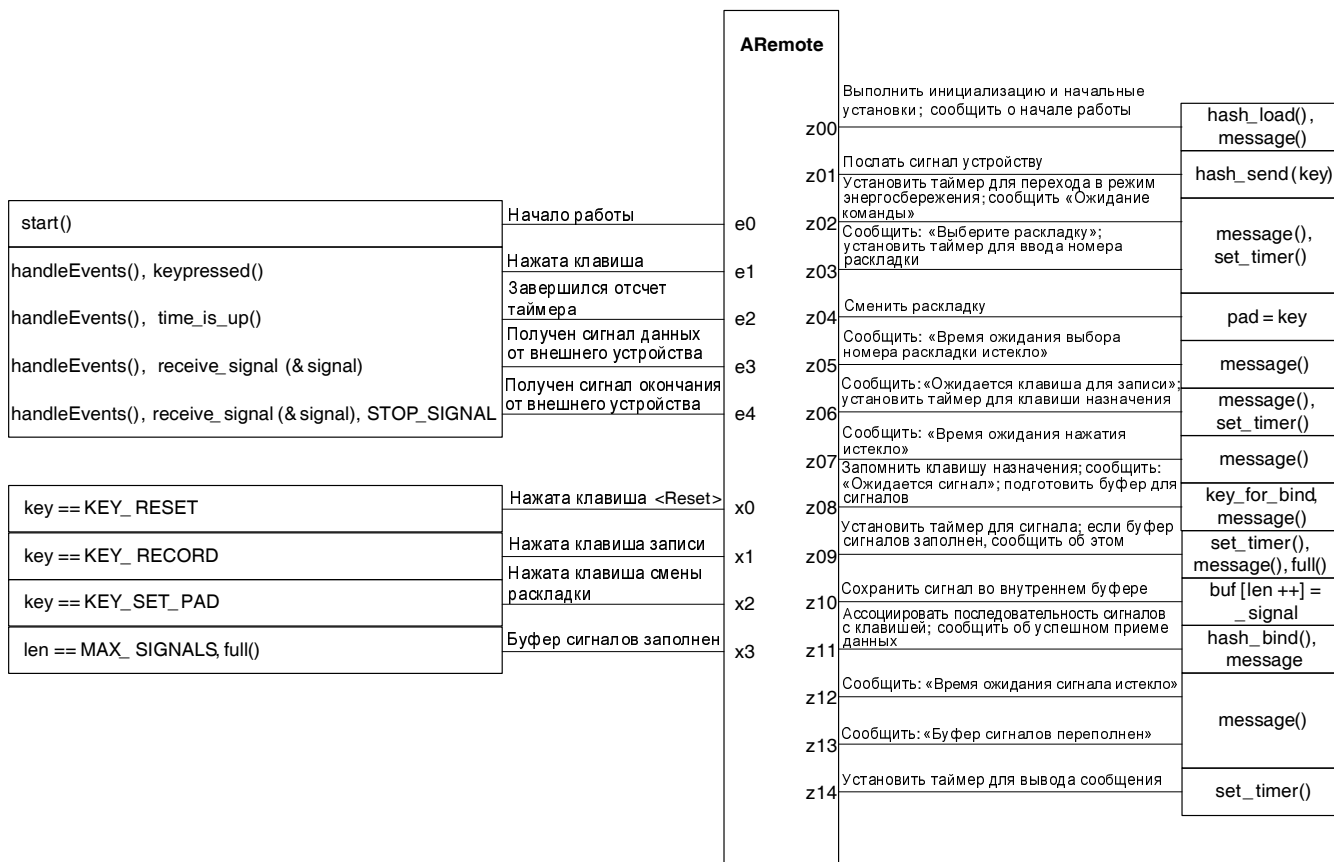 ARemote
start()
Начало работы
e0
handleEvents(), keypressed()
Нажата клавиша
e1
handleEvents(), time_is_up()
Завершился отсчет
таймера
e2
handleEvents(), receive_signal (& signal)
Получен сигнал данных
от внешнего устройства
e3
handleEvents(), receive_signal (& signal), STOP_SIGNAL
Получен сигнал окончания
от внешнего устройства
e4
key == KEY_RESET
Нажата клавиша <Reset>
x0
key == KEY_RECORD
Нажата клавиша записи
x1
key == KEY_SET_PAD
Нажата клавиша смены
раскладки
x2
len == MAX_SIGNALS, full()
Буфер сигналов заполнен
x3
z00
Выполнить инициализацию и начальные
установки; сообщить о начале работы
hash_load(),
message()
z01
Послать сигнал устройству
hash_send(key)
z02
Установить таймер для перехода в режим
энергосбережения; сообщить «Ожидание
команды»
z03
Сообщить: «Выберите раскладку»;
установить таймер для ввода номера
раскладки
message(),
set_timer()
z04
Сменить раскладку
pad = key
z05
Сообщить: «Время ожидания выбора
номера раскладки истекло»
message()
z06
Сообщить: «Ожидается клавиша для записи»;
установить таймер для клавиши назначения
message(),
set_timer()
z07
Сообщить: «Время ожидания нажатия
истекло»
message()
z08
Запомнить клавишу назначения; сообщить:
«Ожидается сигнал»; подготовить буфер для
сигналов
key_for_bind,
message()
z09
Установить таймер для сигнала; если буфер
сигналов заполнен, сообщить об этом
set_timer(),
message(), full()
z10
Сохранить сигнал во внутреннем буфере
buf [len ++] =
_signal
z11
Ассоциировать последовательность сигналов
с клавишей; сообщить об успешном приеме
данных
hash_bind(),
message
z12
Сообщить: «Время ожидания сигнала истекло»
z13
Сообщить: «Буфер сигналов переполнен»
message()
z14
Установить таймер для вывода сообщения
set_timer()